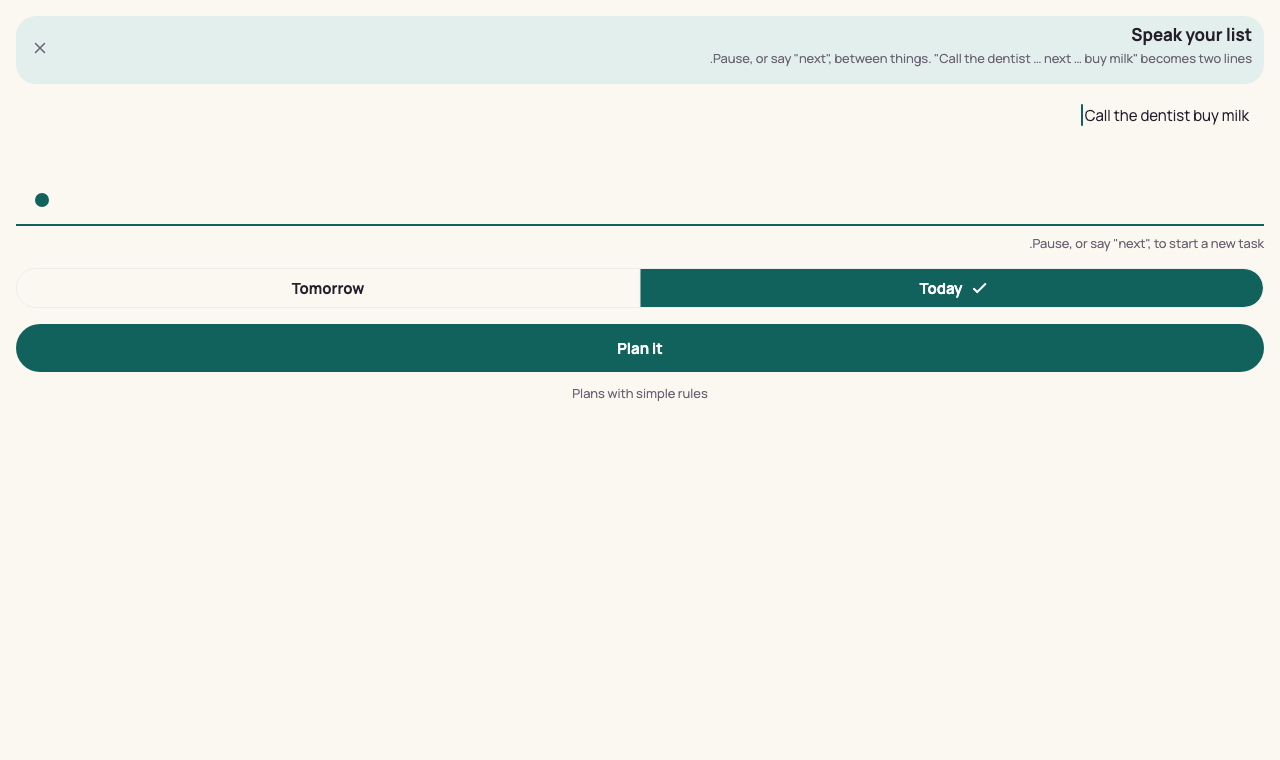 Speak your list
.Pause, or say "next", between things. "Call the dentist … next … buy milk" becomes two lines
Call the dentist buy milk
.Pause, or say "next", to start a new task
Today
Tomorrow
Plan it
Plans with simple rules